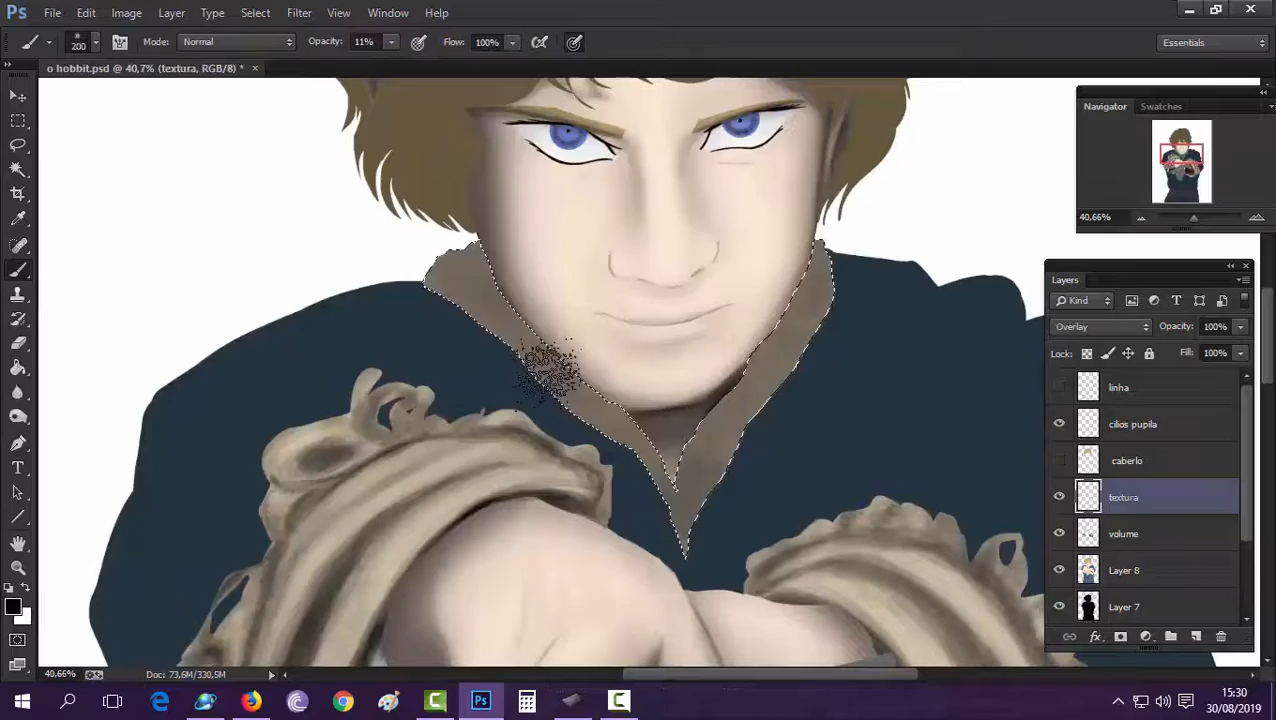 Ps File Edit Image Layer Type Select Filter View Window Help
200 Mode: Normal Opacity: 11% Flow: 100% Essentials
o hobbit.psd @ 40,7% (textura, RGB/8) *
Navigator Swatches
40,66%
Layers
Kind
Overlay Opacity: 100%
Lock: Fill: 100%
linha
cilios pupila
caberlo
textura
volume
Layer 8
Layer 7
40,66% Doc: 73,6M/330,5M
15:30
30/08/2019